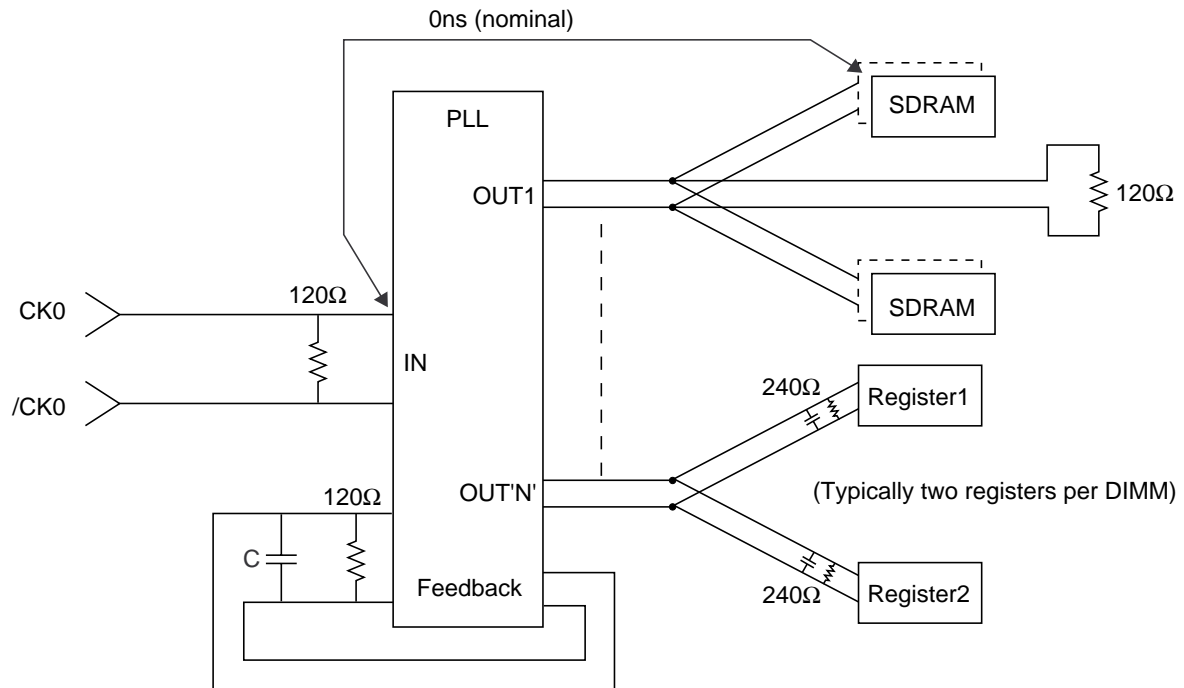 0ns (nominal)
PLL
SDRAM
OUT1
120Ω
SDRAM
120Ω
CK0
IN
/CK0
240Ω
Register1
120Ω
OUT'N'
(Typically two registers per DIMM)
C
Feedback
240Ω
Register2